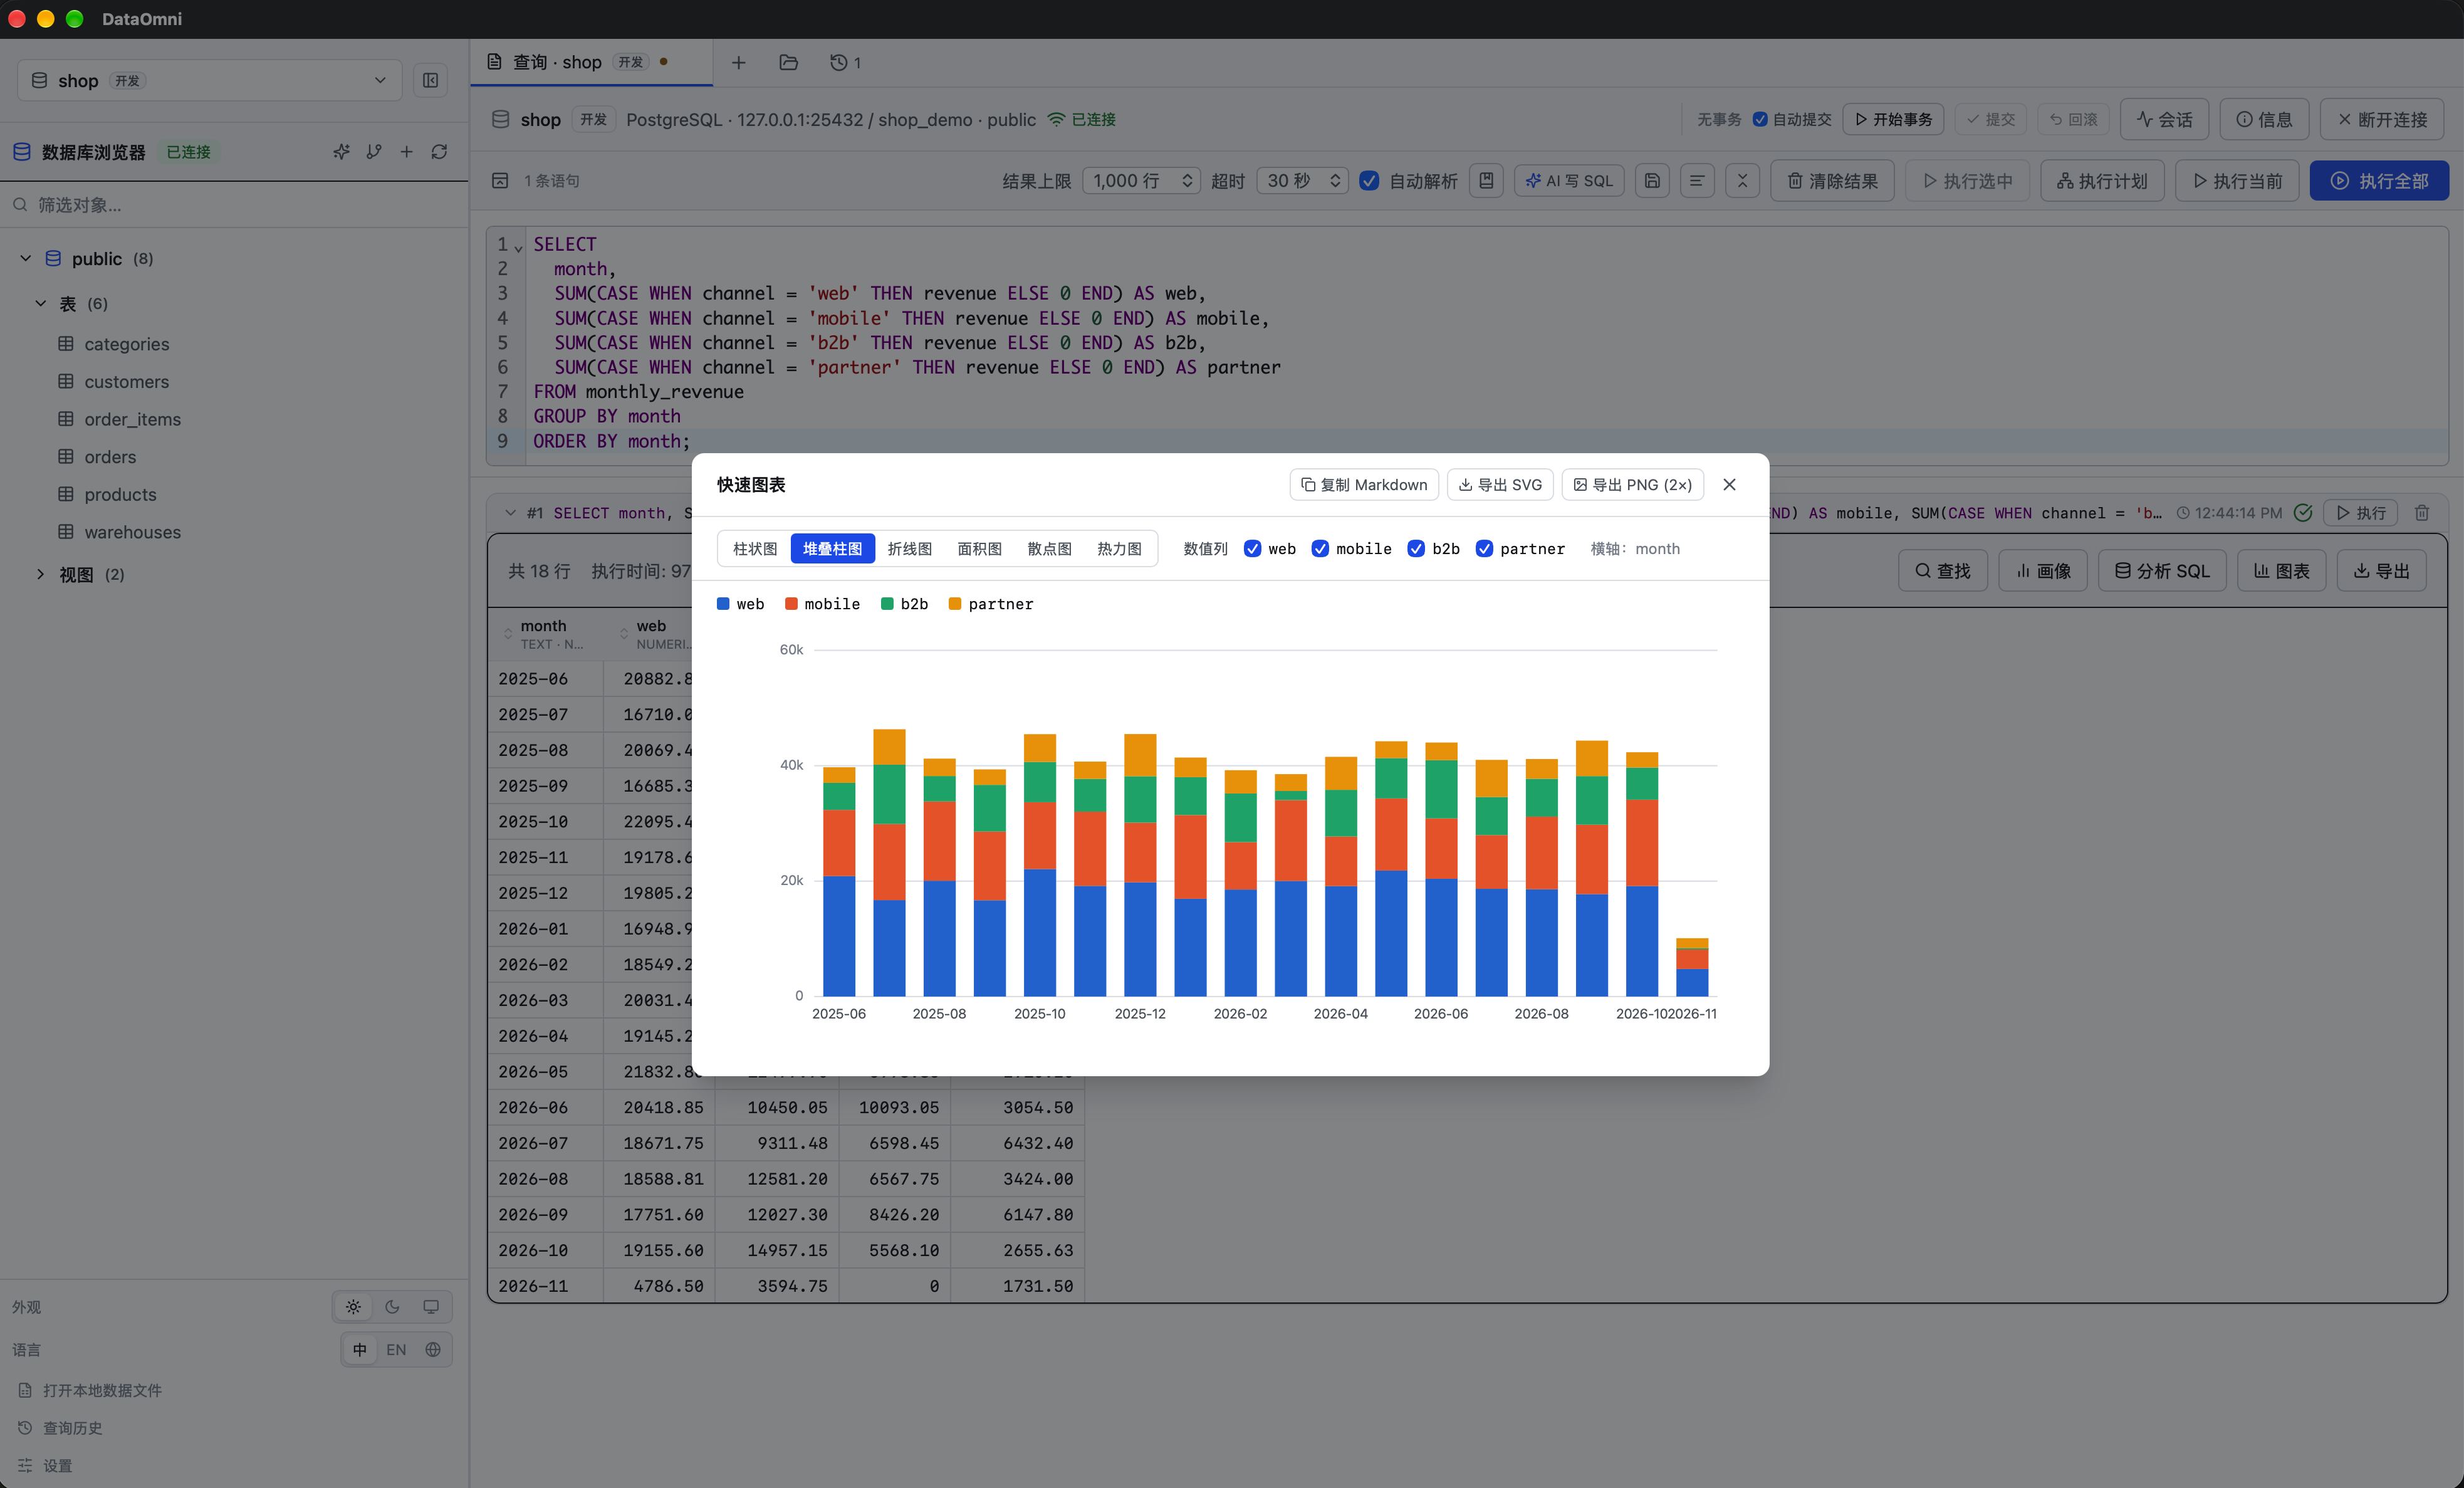 DataOmni
shop 开发
查询 · shop 开发
1
shop 开发 PostgreSQL · 127.0.0.1:25432 / shop_demo · public 已连接
无事务 自动提交 开始事务 提交 回滚 会话 信息 断开连接
数据库浏览器 已连接
1 条语句 结果上限 1,000 行 超时 30 秒 自动解析 AI 写 SQL 清除结果 执行选中 执行计划 执行当前 执行全部
筛选对象...
public (8)
表 (6)
categories
customers
order_items
orders
products
warehouses
视图 (2)
1 SELECT
2 month,
3 SUM(CASE WHEN channel = 'web' THEN revenue ELSE 0 END) AS web,
4 SUM(CASE WHEN channel = 'mobile' THEN revenue ELSE 0 END) AS mobile,
5 SUM(CASE WHEN channel = 'b2b' THEN revenue ELSE 0 END) AS b2b,
6 SUM(CASE WHEN channel = 'partner' THEN revenue ELSE 0 END) AS partner
7 FROM monthly_revenue
8 GROUP BY month
9 ORDER BY month;
#1 SELECT month, S
ND) AS mobile, SUM(CASE WHEN channel = 'b… 12:44:14 PM 执行
共 18 行 执行时间: 97
查找 画像 分析 SQL 图表 导出
month web
TEXT · N... NUMERI...
2025-06 20882.8
2025-07 16710.0
2025-08 20069.4
2025-09 16685.3
2025-10 22095.4
2025-11 19178.6
2025-12 19805.2
2026-01 16948.9
2026-02 18549.2
2026-03 20031.4
2026-04 19145.2
2026-05 21832.8
2026-06 20418.85 10450.05 10093.05 3054.50
2026-07 18671.75 9311.48 6598.45 6432.40
2026-08 18588.81 12581.20 6567.75 3424.00
2026-09 17751.60 12027.30 8426.20 6147.80
2026-10 19155.60 14957.15 5568.10 2655.63
2026-11 4786.50 3594.75 0 1731.50
快速图表 复制 Markdown 导出 SVG 导出 PNG (2×)
柱状图 堆叠柱图 折线图 面积图 散点图 热力图 数值列 web mobile b2b partner 横轴: month
web mobile b2b partner
60k
40k
20k
0
2025-06 2025-08 2025-10 2025-12 2026-02 2026-04 2026-06 2026-08 2026-10 2026-11
外观
语言 中 EN
打开本地数据文件
查询历史
设置